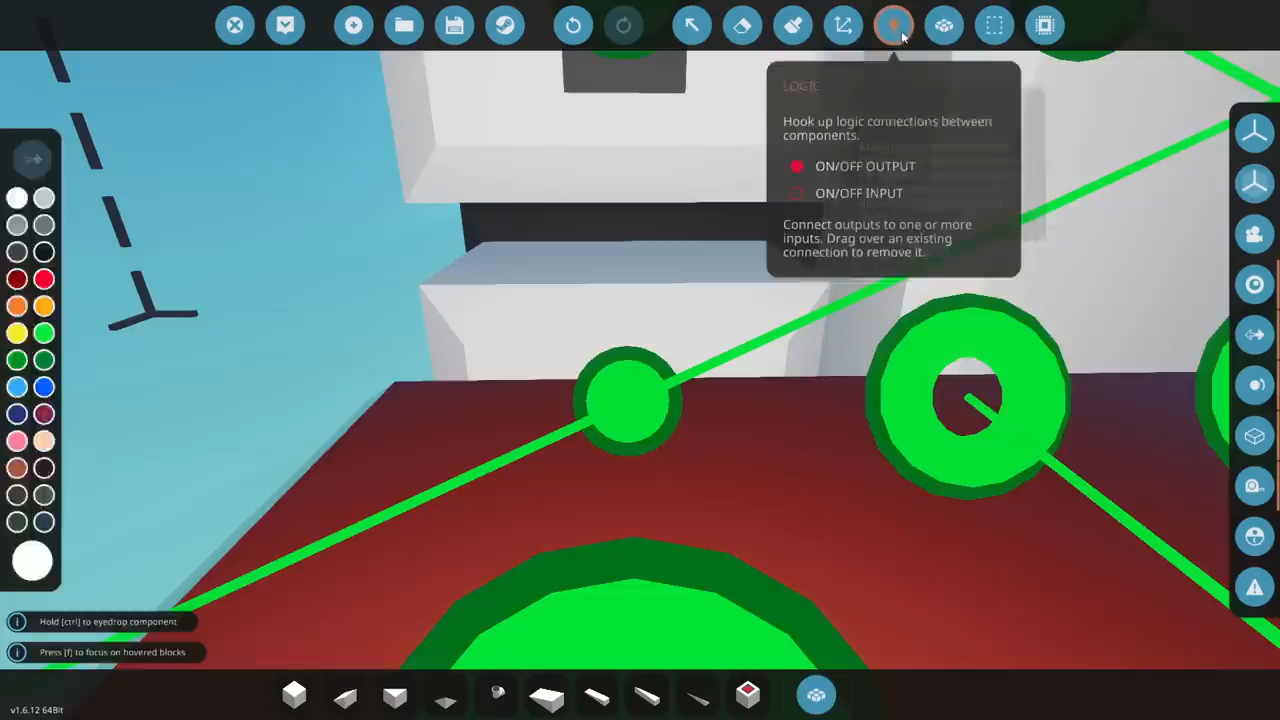 LOGIC
Hook up logic connections between
components.
ON/OFF OUTPUT
ON/OFF INPUT
Connect outputs to one or more
inputs. Drag over an existing
connection to remove it.
Hold [ctrl] to eyedrop component
Press [f] to focus on hovered blocks
v1.6.12 64Bit